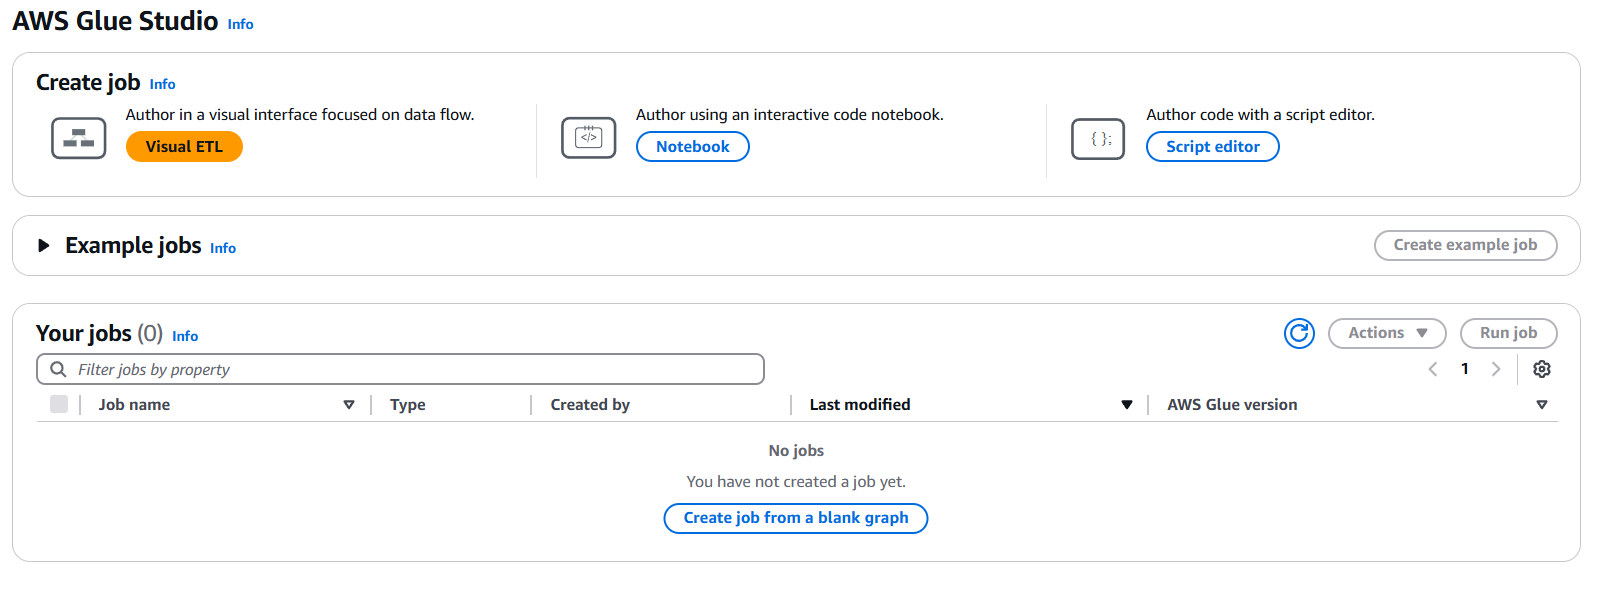 AWS Glue Studio Info
Create job Info
Author in a visual interface focused on data flow.
Visual ETL
Author using an interactive code notebook.
</>
Notebook
Author code with a script editor.
{ };
Script editor
Example jobs Info
Create example job
Your jobs (0) Info
Actions
Run job
Filter jobs by property
1
Job name Type Created by Last modified AWS Glue version
No jobs
You have not created a job yet.
Create job from a blank graph